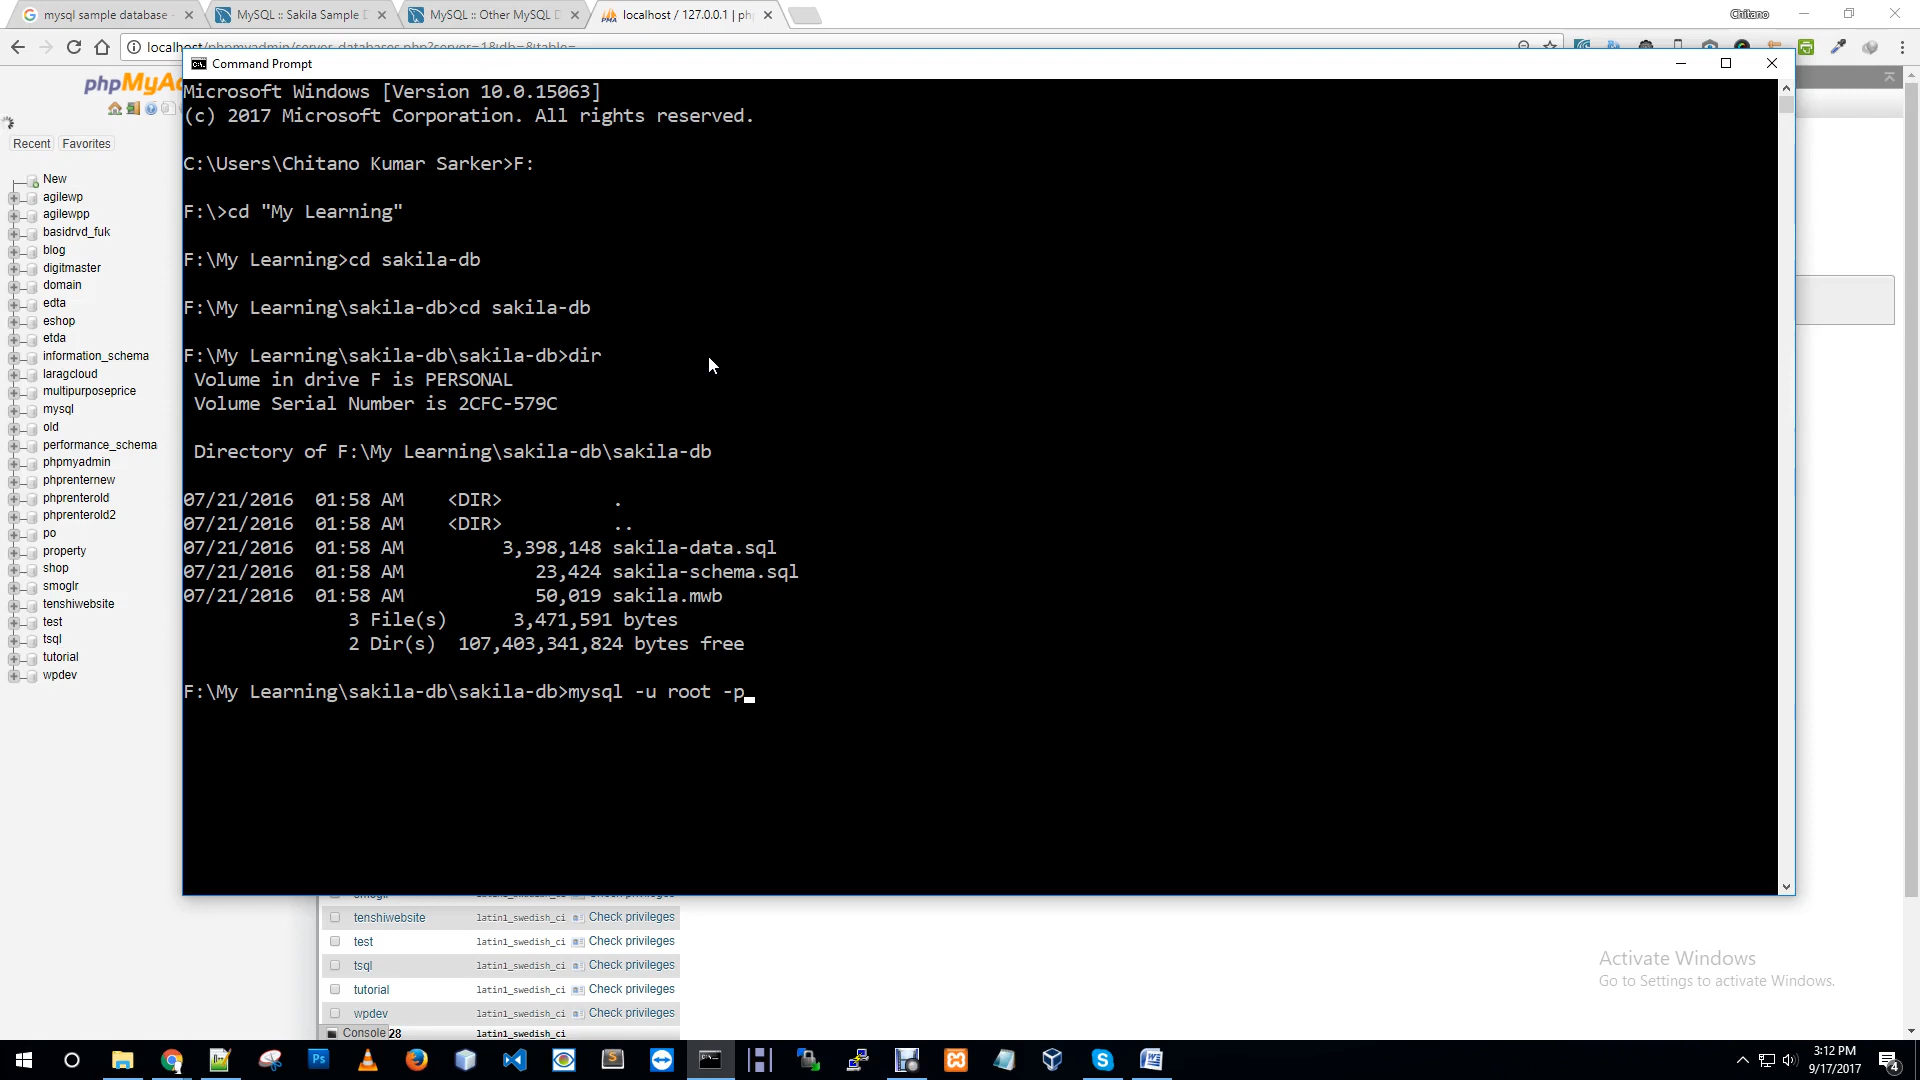 mysql sample database -
MySQL :: Sakila Sample D
MySQL :: Other MySQL D
localhost / 127.0.0.1 | ph
Chitano
localhost/phpmyadmin/server_databases.php?server=1&db=&table=
phpMyAd
Recent Favorites
New
agilewp
agilewpp
basidrvd_fuk
blog
digitmaster
domain
edta
eshop
etda
information_schema
laragcloud
multipurposeprice
mysql
old
performance_schema
phpmyadmin
phprenternew
phprenterold
phprenterold2
po
property
shop
smoglr
tenshiwebsite
test
tsql
tutorial
wpdev
Command Prompt
Microsoft Windows [Version 10.0.15063]
(c) 2017 Microsoft Corporation. All rights reserved.
C:\Users\Chitano Kumar Sarker>F:
F:\>cd "My Learning"
F:\My Learning>cd sakila-db
F:\My Learning\sakila-db>cd sakila-db
F:\My Learning\sakila-db\sakila-db>dir
Volume in drive F is PERSONAL
Volume Serial Number is 2CFC-579C
Directory of F:\My Learning\sakila-db\sakila-db
07/21/2016 01:58 AM <DIR> .
07/21/2016 01:58 AM <DIR> ..
07/21/2016 01:58 AM 3,398,148 sakila-data.sql
07/21/2016 01:58 AM 23,424 sakila-schema.sql
07/21/2016 01:58 AM 50,019 sakila.mwb
3 File(s) 3,471,591 bytes
2 Dir(s) 107,403,341,824 bytes free
F:\My Learning\sakila-db\sakila-db>mysql -u root -p
smoglr latin1_swedish_ci Check privileges
tenshiwebsite latin1_swedish_ci Check privileges
test latin1_swedish_ci Check privileges
tsql latin1_swedish_ci Check privileges
tutorial latin1_swedish_ci Check privileges
wpdev latin1_swedish_ci Check privileges
Console 28 latin1_swedish_ci
Activate Windows
Go to Settings to activate Windows.
3:12 PM
9/17/2017
4